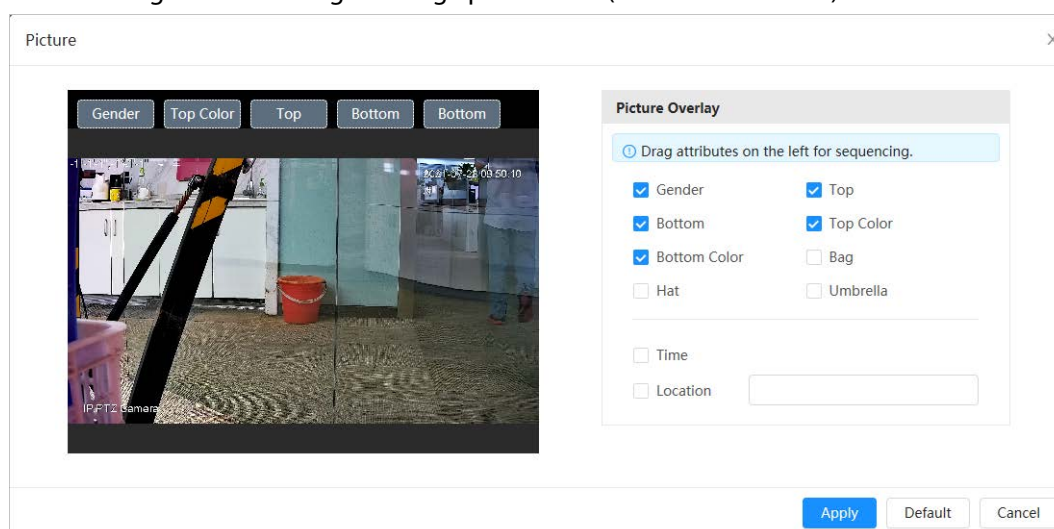 Picture
Gender Top Color Top Bottom Bottom
IP PTZ Camera
Picture Overlay
Drag attributes on the left for sequencing.
Gender Top
Bottom Top Color
Bottom Color Bag
Hat Umbrella
Time
Location
Apply Default Cancel